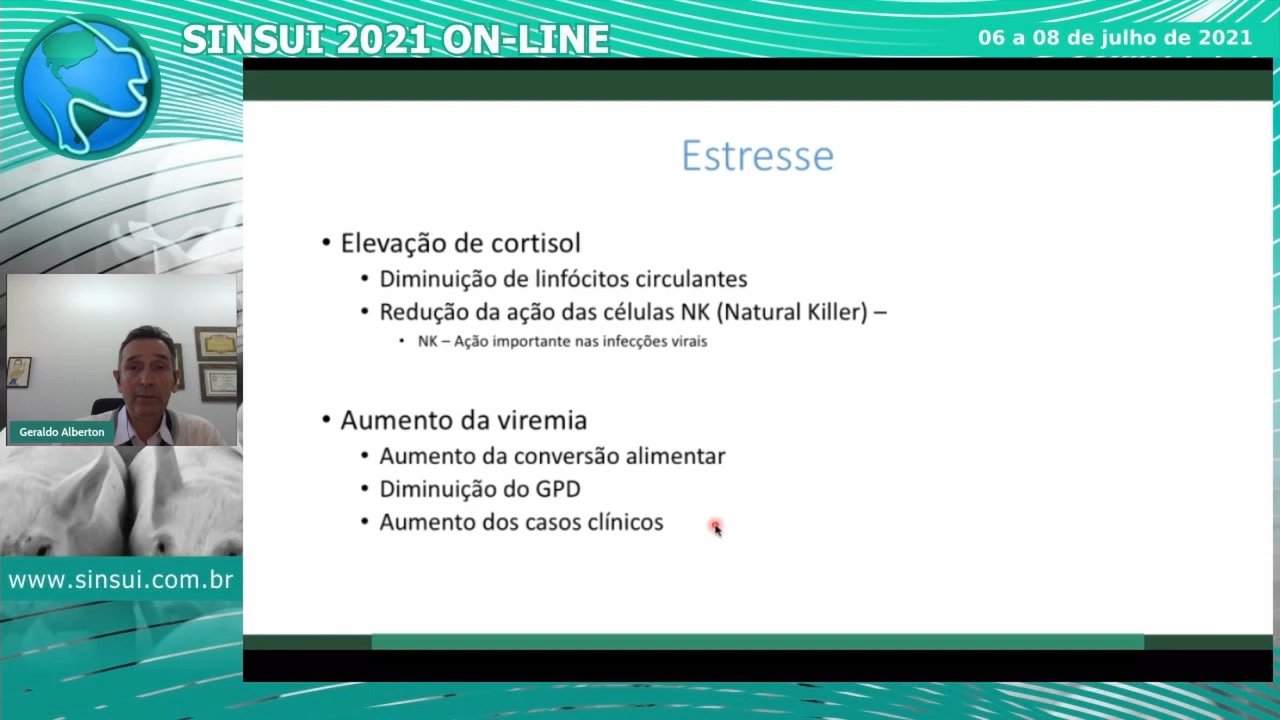 SINSUI 2021 ON-LINE
06 a 08 de julho de 2021
Estresse
• Elevação de cortisol
• Diminuição de linfócitos circulantes
• Redução da ação das células NK (Natural Killer) –
• NK – Ação importante nas infecções virais
• Aumento da viremia
• Aumento da conversão alimentar
• Diminuição do GPD
• Aumento dos casos clínicos
Geraldo Alberton
www.sinsui.com.br